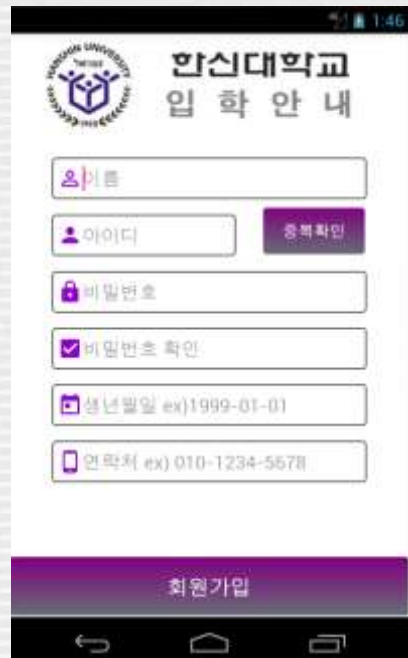 1:46
HANSHIN UNIVERSITY
한신대학교
입 학 안 내
이름
아이디
중복확인
비밀번호
비밀번호 확인
생년월일 ex)1999-01-01
연락처 ex) 010-1234-5678
회원가입